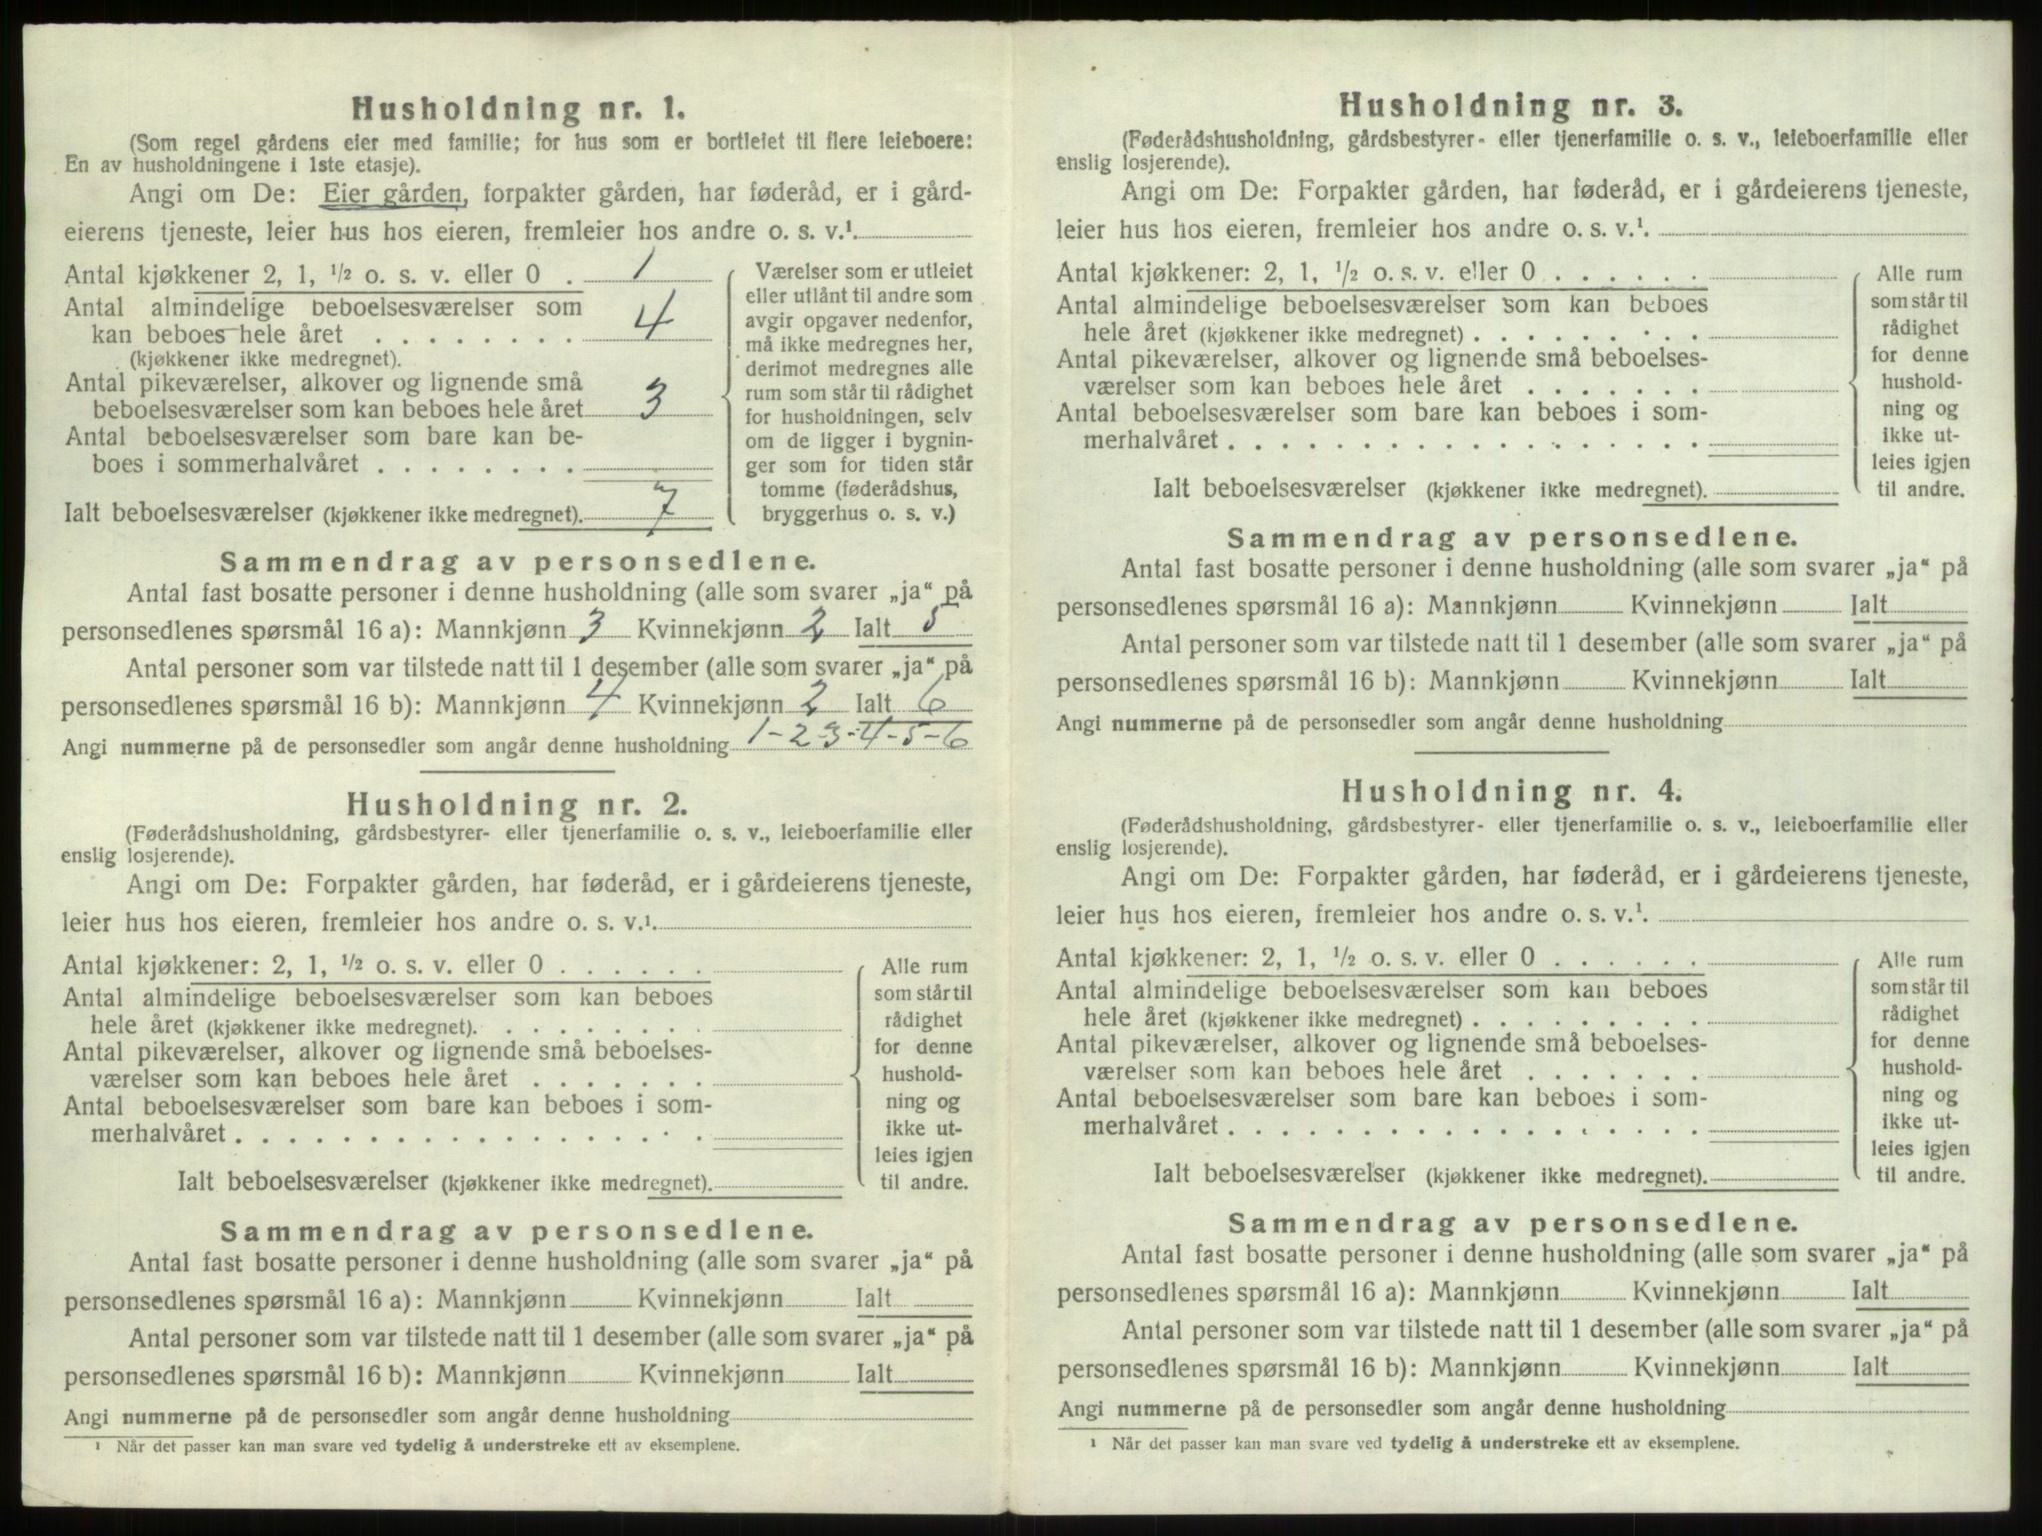 Husholdning nr. 1.
(Som regel gårdens eier med familie; for hus som er bortleiet til flere leieboere:
En av husholdningene i 1ste etasje).
Angi om De: Eier gården, forpakter gården, har føderåd, er i gård-
eierens tjeneste, leier hus hos eieren, fremleier hos andre o. s. v.¹
Antal kjøkkener 2, 1, ½ o. s. v. eller 0 . 1
Antal almindelige beboelsesværelser som
kan beboes hele året . . . . . . . . 4
(kjøkkener ikke medregnet).
Antal pikeværelser, alkover og lignende små
beboelsesværelser som kan beboes hele året 3
Antal beboelsesværelser som bare kan be-
boes i sommerhalvåret . . . . . . . .
Ialt beboelsesværelser (kjøkkener ikke medregnet). 7
Værelser som er utleiet
eller utlånt til andre som
avgir opgaver nedenfor,
må ikke medregnes her,
derimot medregnes alle
rum som står til rådighet
for husholdningen, selv
om de ligger i bygnin-
ger som for tiden står
tomme (føderådshus,
bryggerhus o. s. v.)
Sammendrag av personsedlene.
Antal fast bosatte personer i denne husholdning (alle som svarer „ja“ på
personsedlenes spørsmål 16 a): Mannkjønn 3 Kvinnekjønn 2 Ialt 5
Antal personer som var tilstede natt til 1 desember (alle som svarer „ja“ på
personsedlenes spørsmål 16 b): Mannkjønn 4 Kvinnekjønn 2 Ialt 6
Angi nummerne på de personsedler som angår denne husholdning 1-2-3-4-5-6
Husholdning nr. 2.
(Føderådshusholdning, gårdsbestyrer- eller tjenerfamilie o. s. v., leieboerfamilie eller
enslig losjerende).
Angi om De: Forpakter gården, har føderåd, er i gårdeierens tjeneste,
leier hus hos eieren, fremleier hos andre o. s. v.¹
Antal kjøkkener: 2, 1, ½ o. s. v. eller 0 . . . . . .
Antal almindelige beboelsesværelser som kan beboes
hele året (kjøkkener ikke medregnet). . . . . . . . .
Antal pikeværelser, alkover og lignende små beboelses-
værelser som kan beboes hele året . . . . . . .
Antal beboelsesværelser som bare kan beboes i som-
merhalvåret . . . . . . . . . . . . . . . . . .
Ialt beboelsesværelser (kjøkkener ikke medregnet).
Alle rum
som står til
rådighet
for denne
hushold-
ning og
ikke ut-
leies igjen
til andre.
Sammendrag av personsedlene.
Antal fast bosatte personer i denne husholdning (alle som svarer „ja“ på
personsedlenes spørsmål 16 a): Mannkjønn Kvinnekjønn Ialt
Antal personer som var tilstede natt til 1 desember (alle som svarer „ja“ på
personsedlenes spørsmål 16 b): Mannkjønn Kvinnekjønn Ialt
Angi nummerne på de personsedler som angår denne husholdning
¹ Når det passer kan man svare ved tydelig å understreke ett av eksemplene.
Husholdning nr. 3.
(Føderådshusholdning, gårdsbestyrer- eller tjenerfamilie o. s. v., leieboerfamilie eller
enslig losjerende).
Angi om De: Forpakter gården, har føderåd, er i gårdeierens tjeneste,
leier hus hos eieren, fremleier hos andre o. s. v.¹.
Antal kjøkkener: 2, 1, ½ o. s. v. eller 0 . . . . . .
Antal almindelige beboelsesværelser som kan beboes
hele året (kjøkkener ikke medregnet) . . . . . . . . .
Antal pikeværelser, alkover og lignende små beboelses-
værelser som kan beboes hele året . . . . . . .
Antal beboelsesværelser som bare kan beboes i som-
merhalvåret . . . . . . . . . . . . . . . . . .
Ialt beboelsesværelser (kjøkkener ikke medregnet).
Alle rum
som står til
rådighet
for denne
hushold-
ning og
ikke ut-
leies igjen
til andre.
Sammendrag av personsedlene.
Antal fast bosatte personer i denne husholdning (alle som svarer „ja“ på
personsedlenes spørsmål 16 a): Mannkjønn Kvinnekjønn Ialt
Antal personer som var tilstede natt til 1 desember (alle som svarer „ja“ på
personsedlenes spørsmål 16 b): Mannkjønn Kvinnekjønn Ialt
Angi nummerne på de personsedler som angår denne husholdning
Husholdning nr. 4.
(Føderådshusholdning, gårdsbestyrer- eller tjenerfamilie o. s. v., leieboerfamilie eller
enslig losjerende).
Angi om De: Forpakter gården, har føderåd, er i gårdeierens tjeneste,
leier hus hos eieren, fremleier hos andre o. s. v.¹.
Antal kjøkkener: 2, 1, ½ o. s. v. eller 0 . . . . . .
Antal almindelige beboelsesværelser som kan beboes
hele året (kjøkkener ikke medregnet) . . . . . . . . .
Antal pikeværelser, alkover og lignende små beboelses-
værelser som kan beboes hele året . . . . . . .
Antal beboelsesværelser som bare kan beboes i som-
merhalvåret . . . . . . . . . . . . . . . . . .
Ialt beboelsesværelser (kjøkkener ikke medregnet).
Alle rum
som står til
rådighet
for denne
hushold-
ning og
ikke ut-
leies igjen
til andre.
Sammendrag av personsedlene.
Antal fast bosatte personer i denne husholdning (alle som svarer „ja“ på
personsedlenes spørsmål 16 a): Mannkjønn Kvinnekjønn Ialt
Antal personer som var tilstede natt til 1 desember (alle som svarer „ja“ på
personsedlenes spørsmål 16 b): Mannkjønn Kvinnekjønn Ialt
Angi nummerne på de personsedler som angår denne husholdning
¹ Når det passer kan man svare ved tydelig å understreke ett av eksemplene.